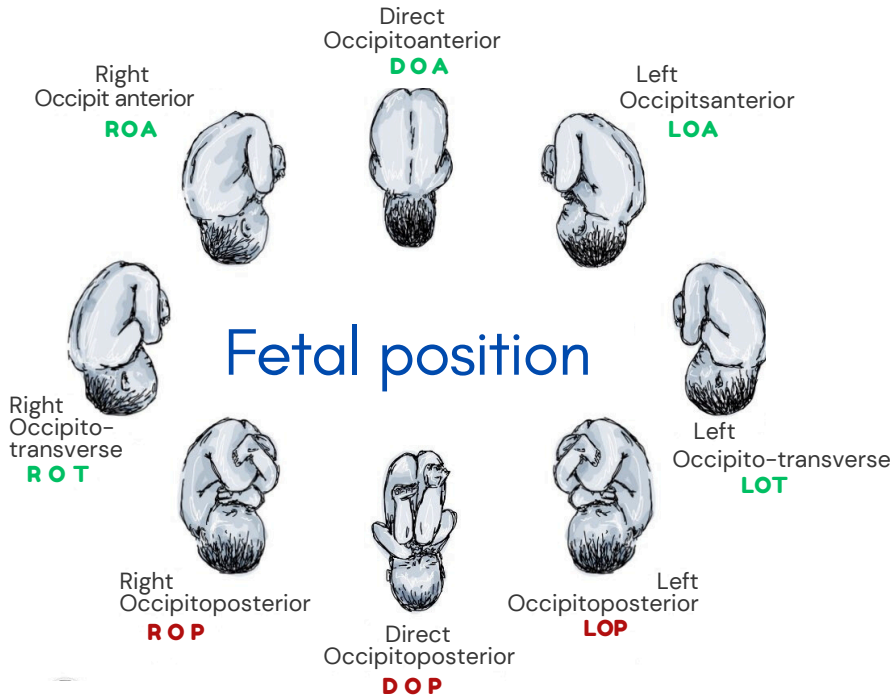 Direct
Occipitoanterior
DOA
Right
Occipit anterior
ROA
Left
Occipitsanterior
LOA
Fetal position
Right
Occipito-
transverse
ROT
Left
Occipito-transverse
LOT
Right
Occipitoposterior
ROP
Direct
Occipitoposterior
DOP
Left
Occipitoposterior
LOP